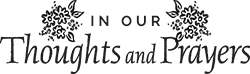 IN OUR
Thoughts and Prayers